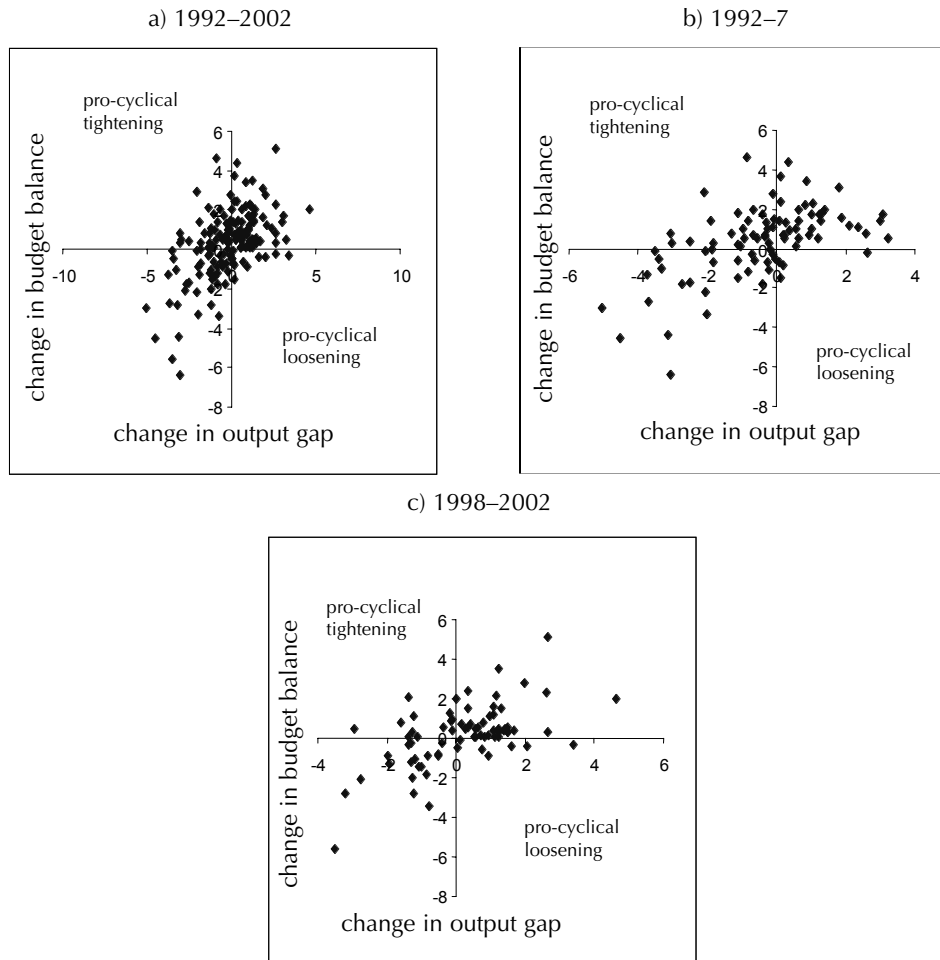 a) 1992–2002
pro-cyclical
tightening
change in budget balance
6
4
2
0
-2
-4
-6
-8
-10
-5
5
10
pro-cyclical
loosening
change in output gap
b) 1992–7
pro-cyclical
tightening
change in budget balance
6
4
2
0
-2
-4
-6
-8
-6
-4
-2
0
2
4
pro-cyclical
loosening
change in output gap
c) 1998–2002
pro-cyclical
tightening
change in budget balance
6
4
2
0
-2
-4
-6
-8
-4
-2
0
2
4
6
pro-cyclical
loosening
change in output gap